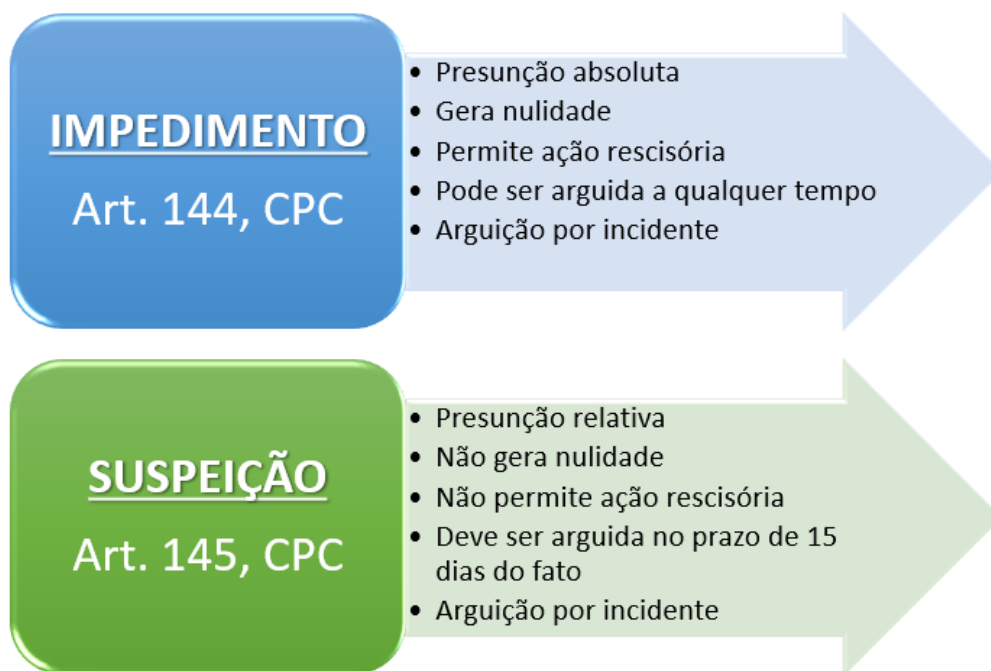 IMPEDIMENTO
Art. 144, CPC
• Presunção absoluta
• Gera nulidade
• Permite ação rescisória
• Pode ser arguida a qualquer tempo
• Arguição por incidente
SUSPEIÇÃO
Art. 145, CPC
• Presunção relativa
• Não gera nulidade
• Não permite ação rescisória
• Deve ser arguida no prazo de 15
dias do fato
• Arguição por incidente